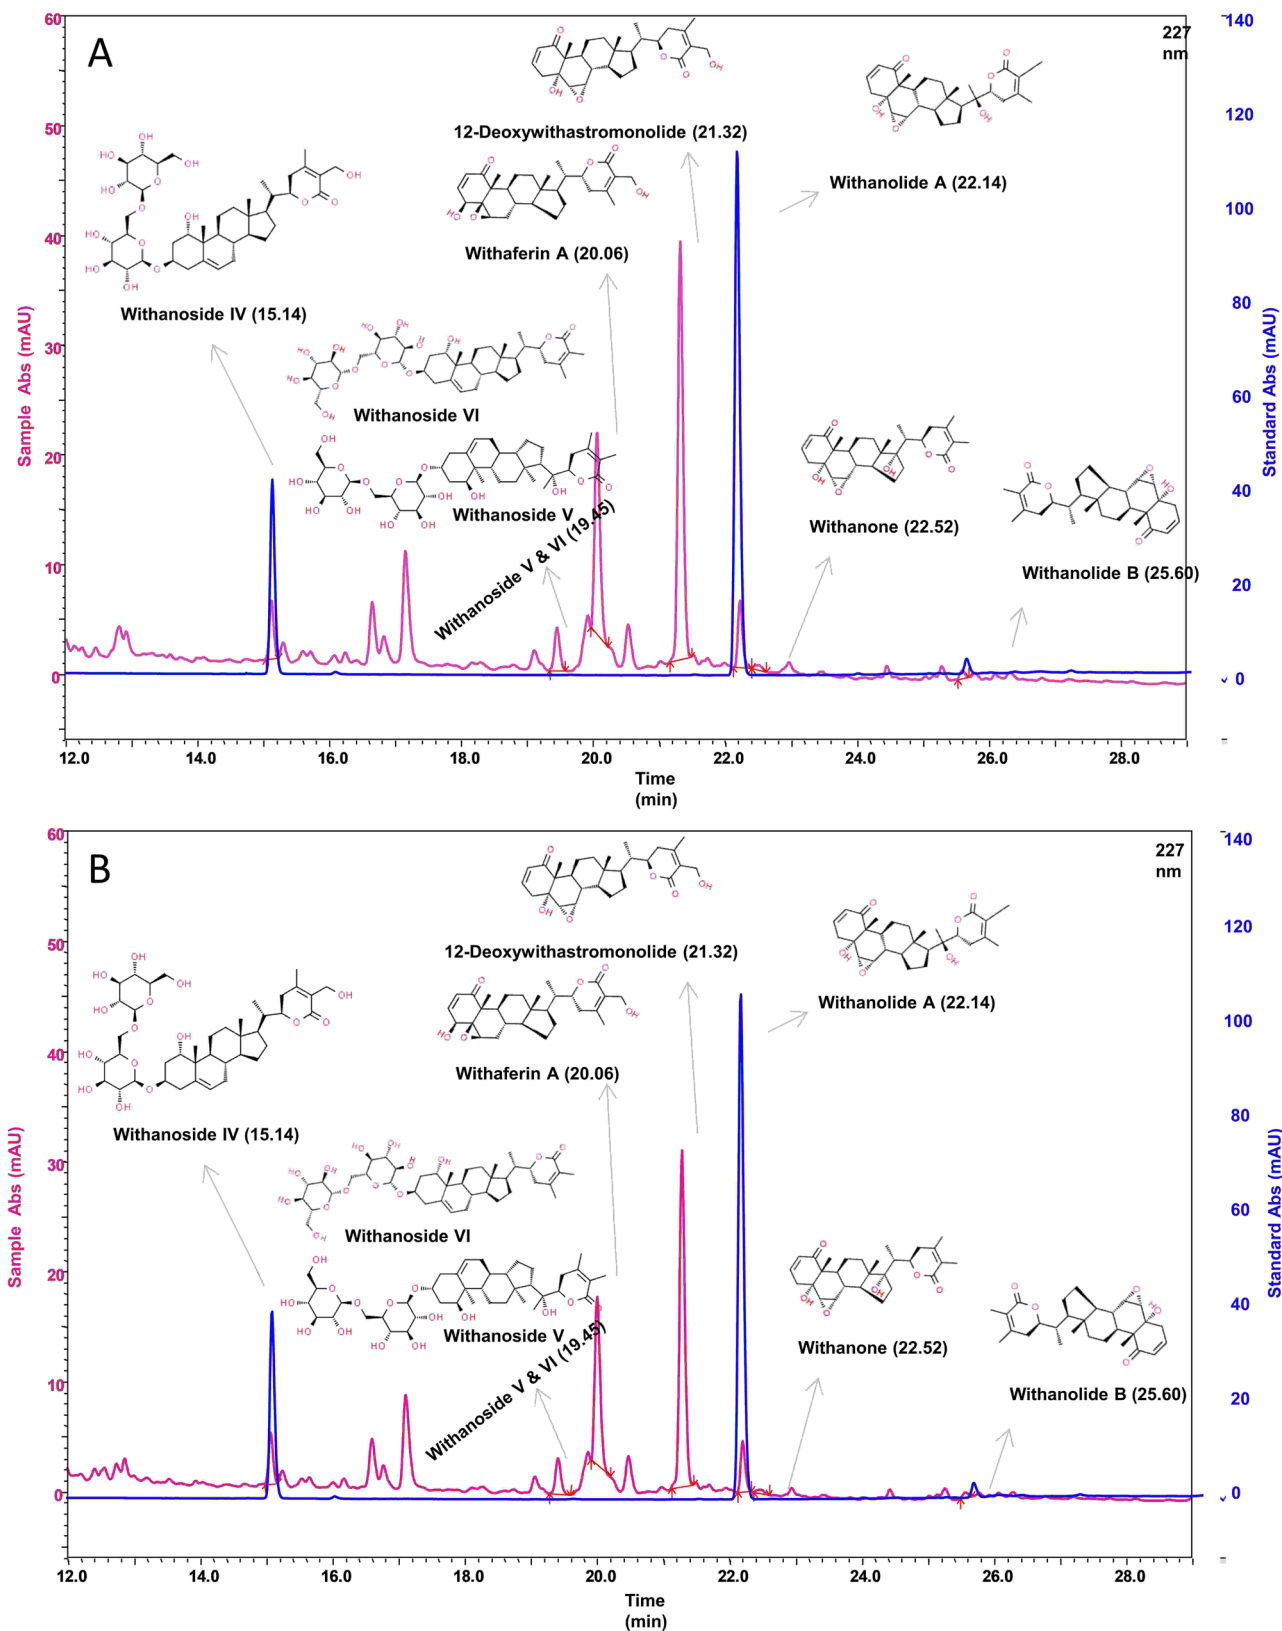 A
227
nm
12-Deoxywithastromonolide (21.32)
Withanolide A (22.14)
Withaferin A (20.06)
Withanoside IV (15.14)
Withanoside VI
Withanoside V
Withanoside V & VI (19.45)
Withanone (22.52)
Withanolide B (25.60)
Sample Abs (mAU)
60
50
40
30
20
10
0
Standard Abs (mAU)
140
120
100
80
60
40
20
0
12.0 14.0 16.0 18.0 20.0 22.0 24.0 26.0 28.0
Time
(min)
B
227
nm
12-Deoxywithastromonolide (21.32)
Withanolide A (22.14)
Withaferin A (20.06)
Withanoside IV (15.14)
Withanoside VI
Withanoside V
Withanoside V & VI (19.45)
Withanone (22.52)
Withanolide B (25.60)
Sample Abs (mAU)
60
50
40
30
20
10
0
Standard Abs (mAU)
140
120
100
80
60
40
20
0
12.0 14.0 16.0 18.0 20.0 22.0 24.0 26.0 28.0
Time
(min)